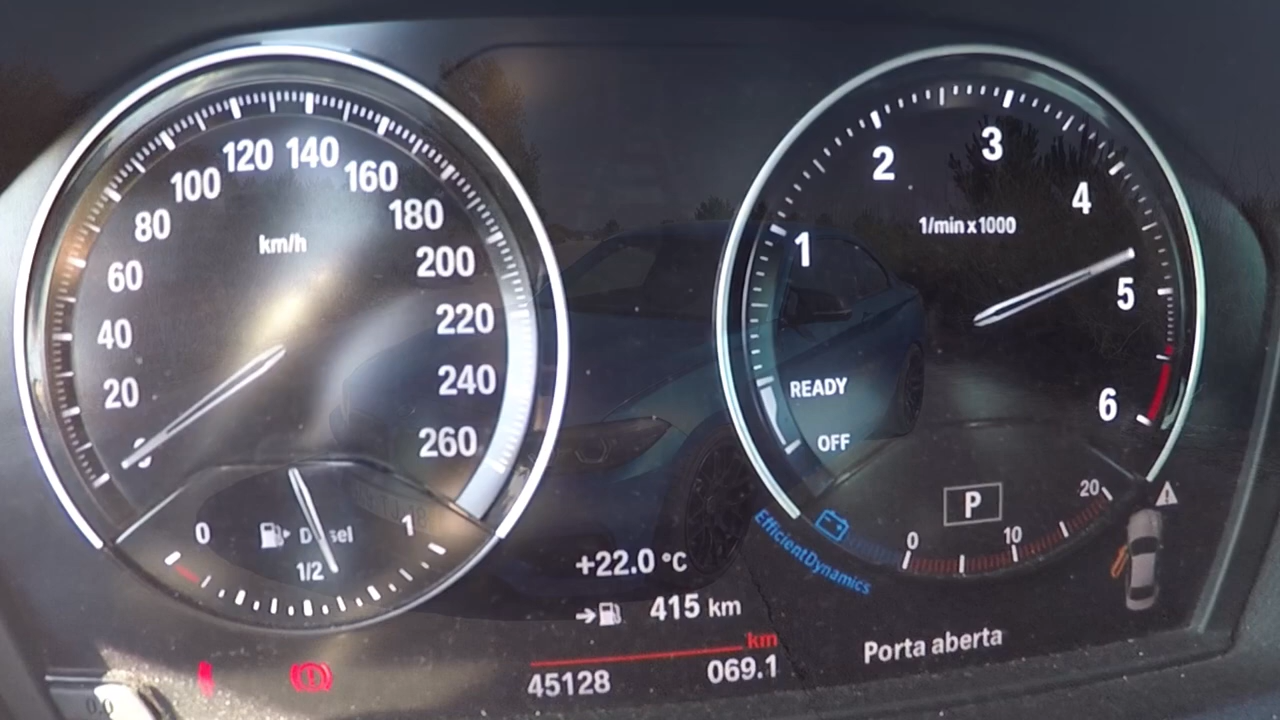 120 140
100 160
80 180
km/h
60 200
40 220
20 240
0 260
0 1
1/2
+22.0 °C
415 km
km
45128 069.1
3
2 4
1/min x 1000
1 5
READY 6
OFF
P
0 10 20
EfficientDynamics
Porta aberta